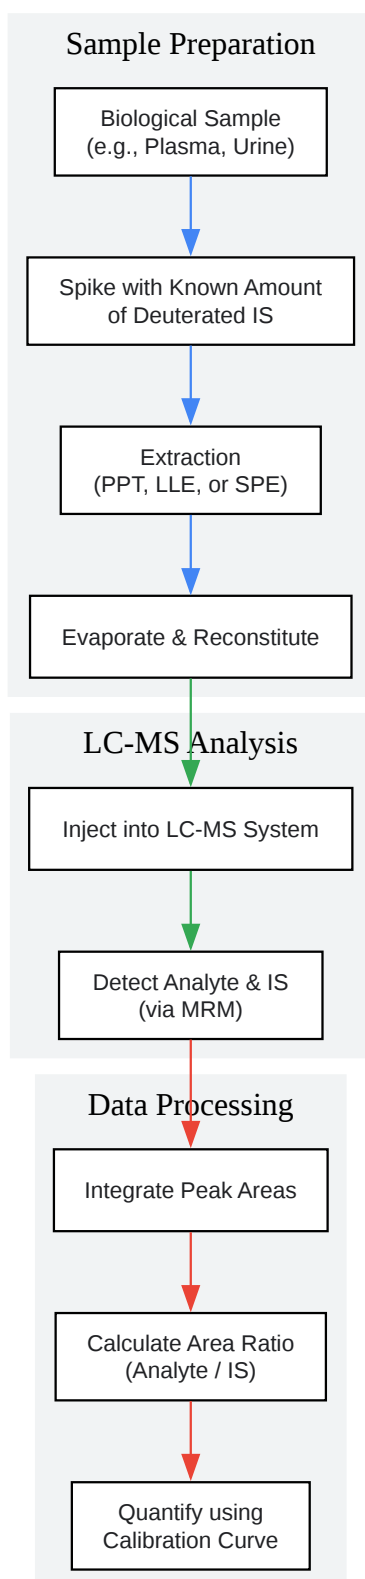 Sample Preparation
Biological Sample
(e.g., Plasma, Urine)
Spike with Known Amount
of Deuterated IS
Extraction
(PPT, LLE, or SPE)
Evaporate & Reconstitute
LC-MS Analysis
Inject into LC-MS System
Detect Analyte & IS
(via MRM)
Data Processing
Integrate Peak Areas
Calculate Area Ratio
(Analyte / IS)
Quantify using
Calibration Curve